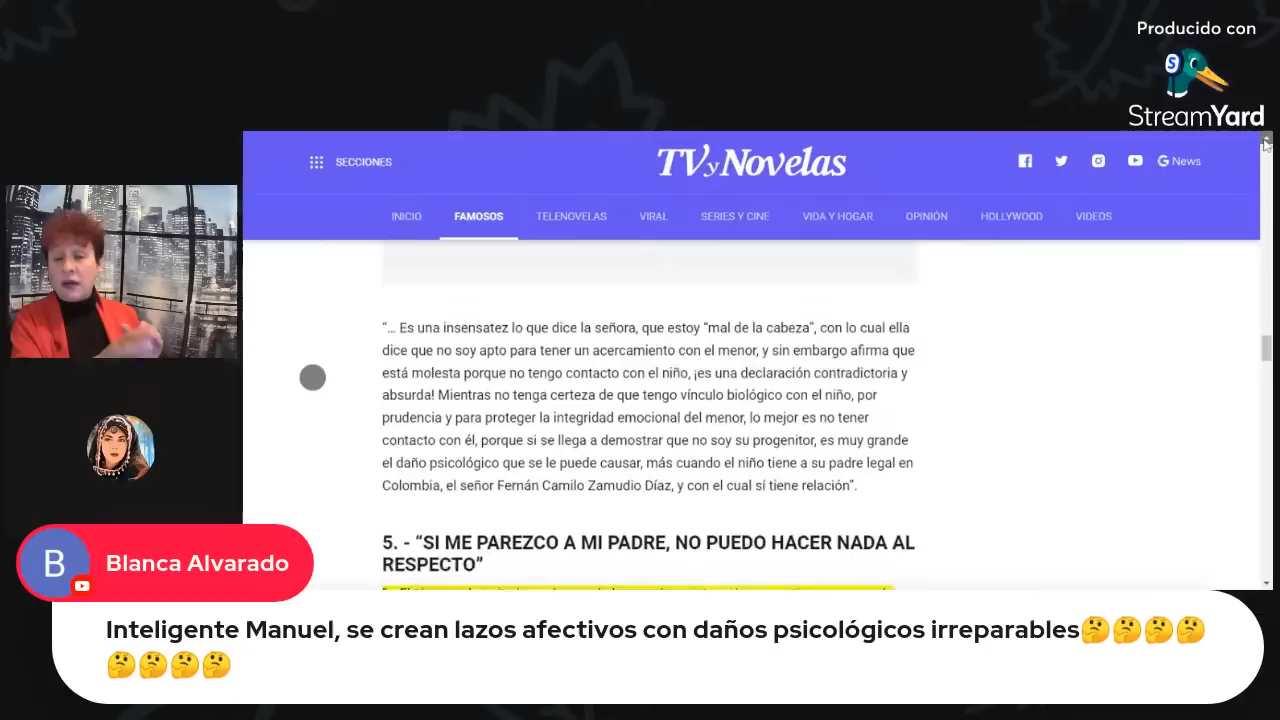 Producido con
StreamYard
SECCIONES
TVyNovelas
G News
INICIO FAMOSOS TELENOVELAS VIRAL SERIES Y CINE VIDA Y HOGAR OPINIÓN HOLLYWOOD VIDEOS
“… Es una insensatez lo que dice la señora, que estoy “mal de la cabeza”, con lo cual ella
dice que no soy apto para tener un acercamiento con el menor, y sin embargo afirma que
está molesta porque no tengo contacto con el niño, ¡es una declaración contradictoria y
absurda! Mientras no tenga certeza de que tengo vínculo biológico con el niño, por
prudencia y para proteger la integridad emocional del menor, lo mejor es no tener
contacto con él, porque si se llega a demostrar que no soy su progenitor, es muy grande
el daño psicológico que se le puede causar, más cuando el niño tiene a su padre legal en
Colombia, el señor Fernán Camilo Zamudio Díaz, y con el cual sí tiene relación”.
5. - “SI ME PAREZCO A MI PADRE, NO PUEDO HACER NADA AL
RESPECTO”
B
Blanca Alvarado
Inteligente Manuel, se crean lazos afectivos con daños psicológicos irreparables🤔🤔🤔🤔
🤔🤔🤔🤔